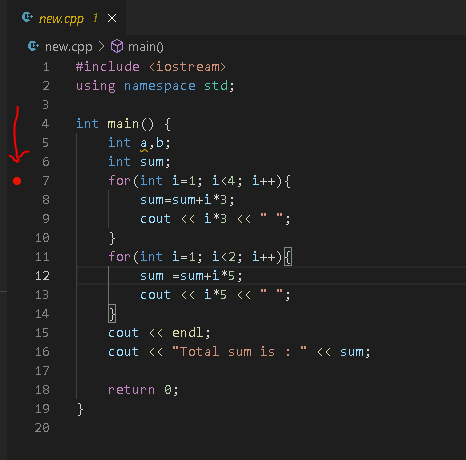 new.cpp 1 ×
new.cpp > main()
1 #include <iostream>
2 using namespace std;
3
4 int main() {
5 int a,b;
6 int sum;
7 for(int i=1; i<4; i++){
8 sum=sum+i*3;
9 cout << i*3 << " ";
10 }
11 for(int i=1; i<2; i++){
12 sum =sum+i*5;
13 cout << i*5 << " ";
14 }
15 cout << endl;
16 cout << "Total sum is : " << sum;
17
18 return 0;
19 }
20